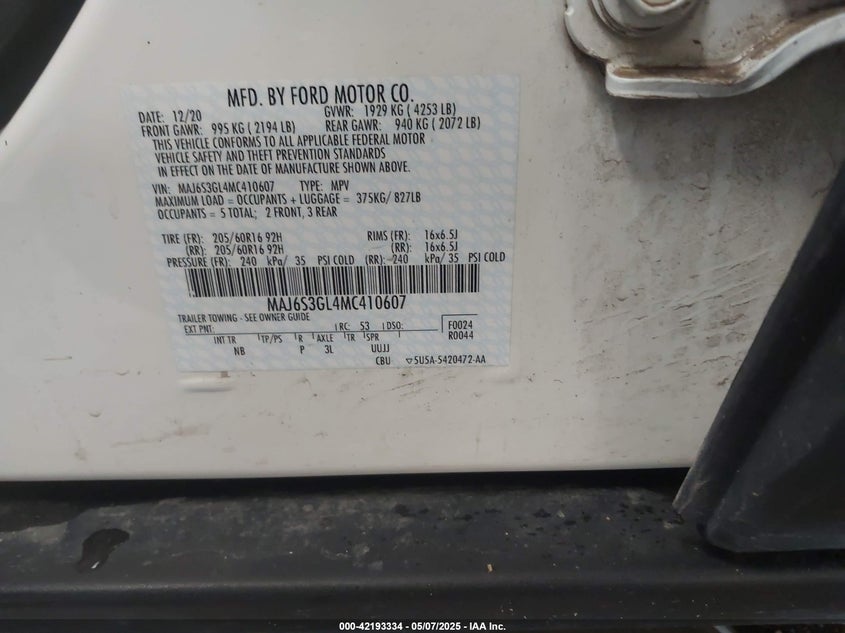 MFD. BY FORD MOTOR CO.
DATE: 12/20 GVWR: 1929 KG ( 4253 LB)
FRONT GAWR: 995 KG ( 2194 LB) REAR GAWR: 940 KG ( 2072 LB)
THIS VEHICLE CONFORMS TO ALL APPLICABLE FEDERAL MOTOR
VEHICLE SAFETY AND THEFT PREVENTION STANDARDS
IN EFFECT ON THE DATE OF MANUFACTURE SHOWN ABOVE.
VIN: MAJ6S3GL4MC410607 TYPE: MPV
MAXIMUM LOAD = OCCUPANTS + LUGGAGE = 375KG/ 827LB
OCCUPANTS = 5 TOTAL; 2 FRONT, 3 REAR
TIRE (FR): 205/60R16 92H RIMS (FR): 16x6.5J
(RR): 205/60R16 92H (RR): 16x6.5J
PRESSURE (FR): 240 kPa/ 35 PSI COLD (RR): 240 kPa/ 35 PSI COLD
MAJ6S3GL4MC410607
TRAILER TOWING - SEE OWNER GUIDE
EXT PNT: RC: 53 DSO: F0024
INT TR TP/PS R AXLE TR SPR R0044
NB P 3L UUJJ
CBU 5U5A-5420472-AA
000-42193334 | 05/07/2025 - IAA Inc.